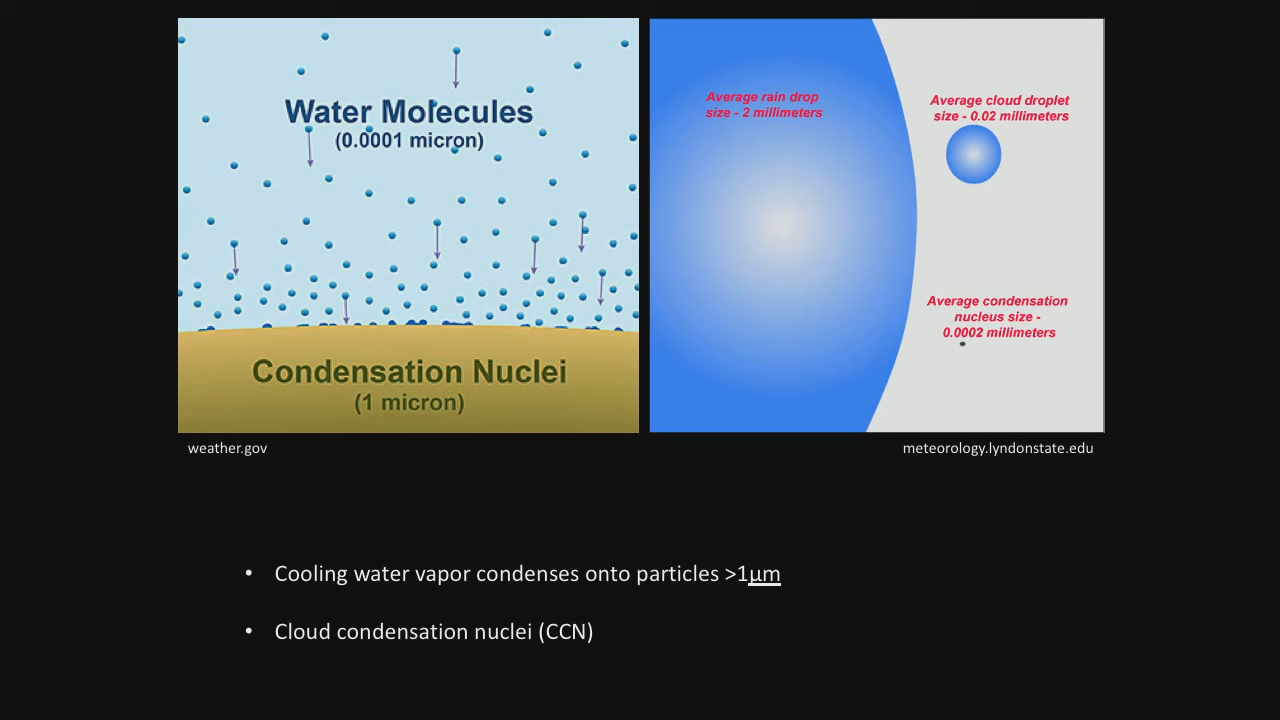 Water Molecules
(0.0001 micron)
Condensation Nuclei
(1 micron)
weather.gov
Average rain drop
size - 2 millimeters
Average cloud droplet
size - 0.02 millimeters
Average condensation
nucleus size -
0.0002 millimeters
meteorology.lyndonstate.edu
• Cooling water vapor condenses onto particles >1µm
• Cloud condensation nuclei (CCN)